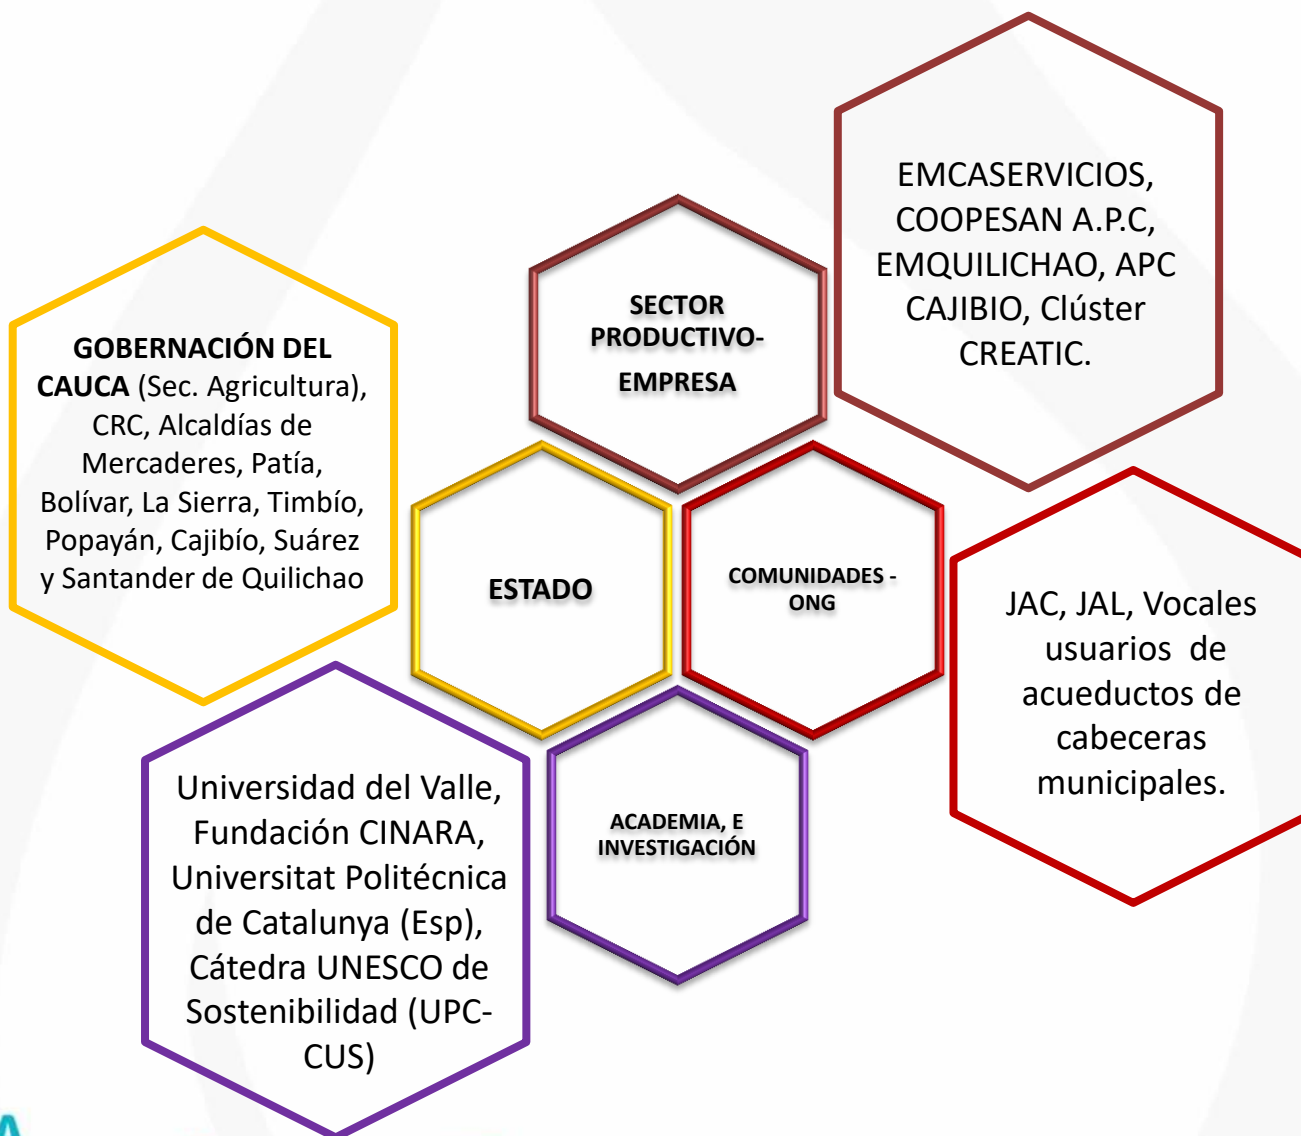 EMCASERVICIOS,
COOPESAN A.P.C,
EMQUILICHAO, APC
CAJIBIO, Clúster
CREATIC.
SECTOR
PRODUCTIVO-
EMPRESA
GOBERNACIÓN DEL
CAUCA (Sec. Agricultura),
CRC, Alcaldías de
Mercaderes, Patía,
Bolívar, La Sierra, Timbío,
Popayán, Cajibío, Suárez
y Santander de Quilichao
ESTADO
COMUNIDADES -
ONG
JAC, JAL, Vocales
usuarios de
acueductos de
cabeceras
municipales.
Universidad del Valle,
Fundación CINARA,
Universitat Politécnica
de Catalunya (Esp),
Cátedra UNESCO de
Sostenibilidad (UPC-
CUS)
ACADEMIA, E
INVESTIGACIÓN